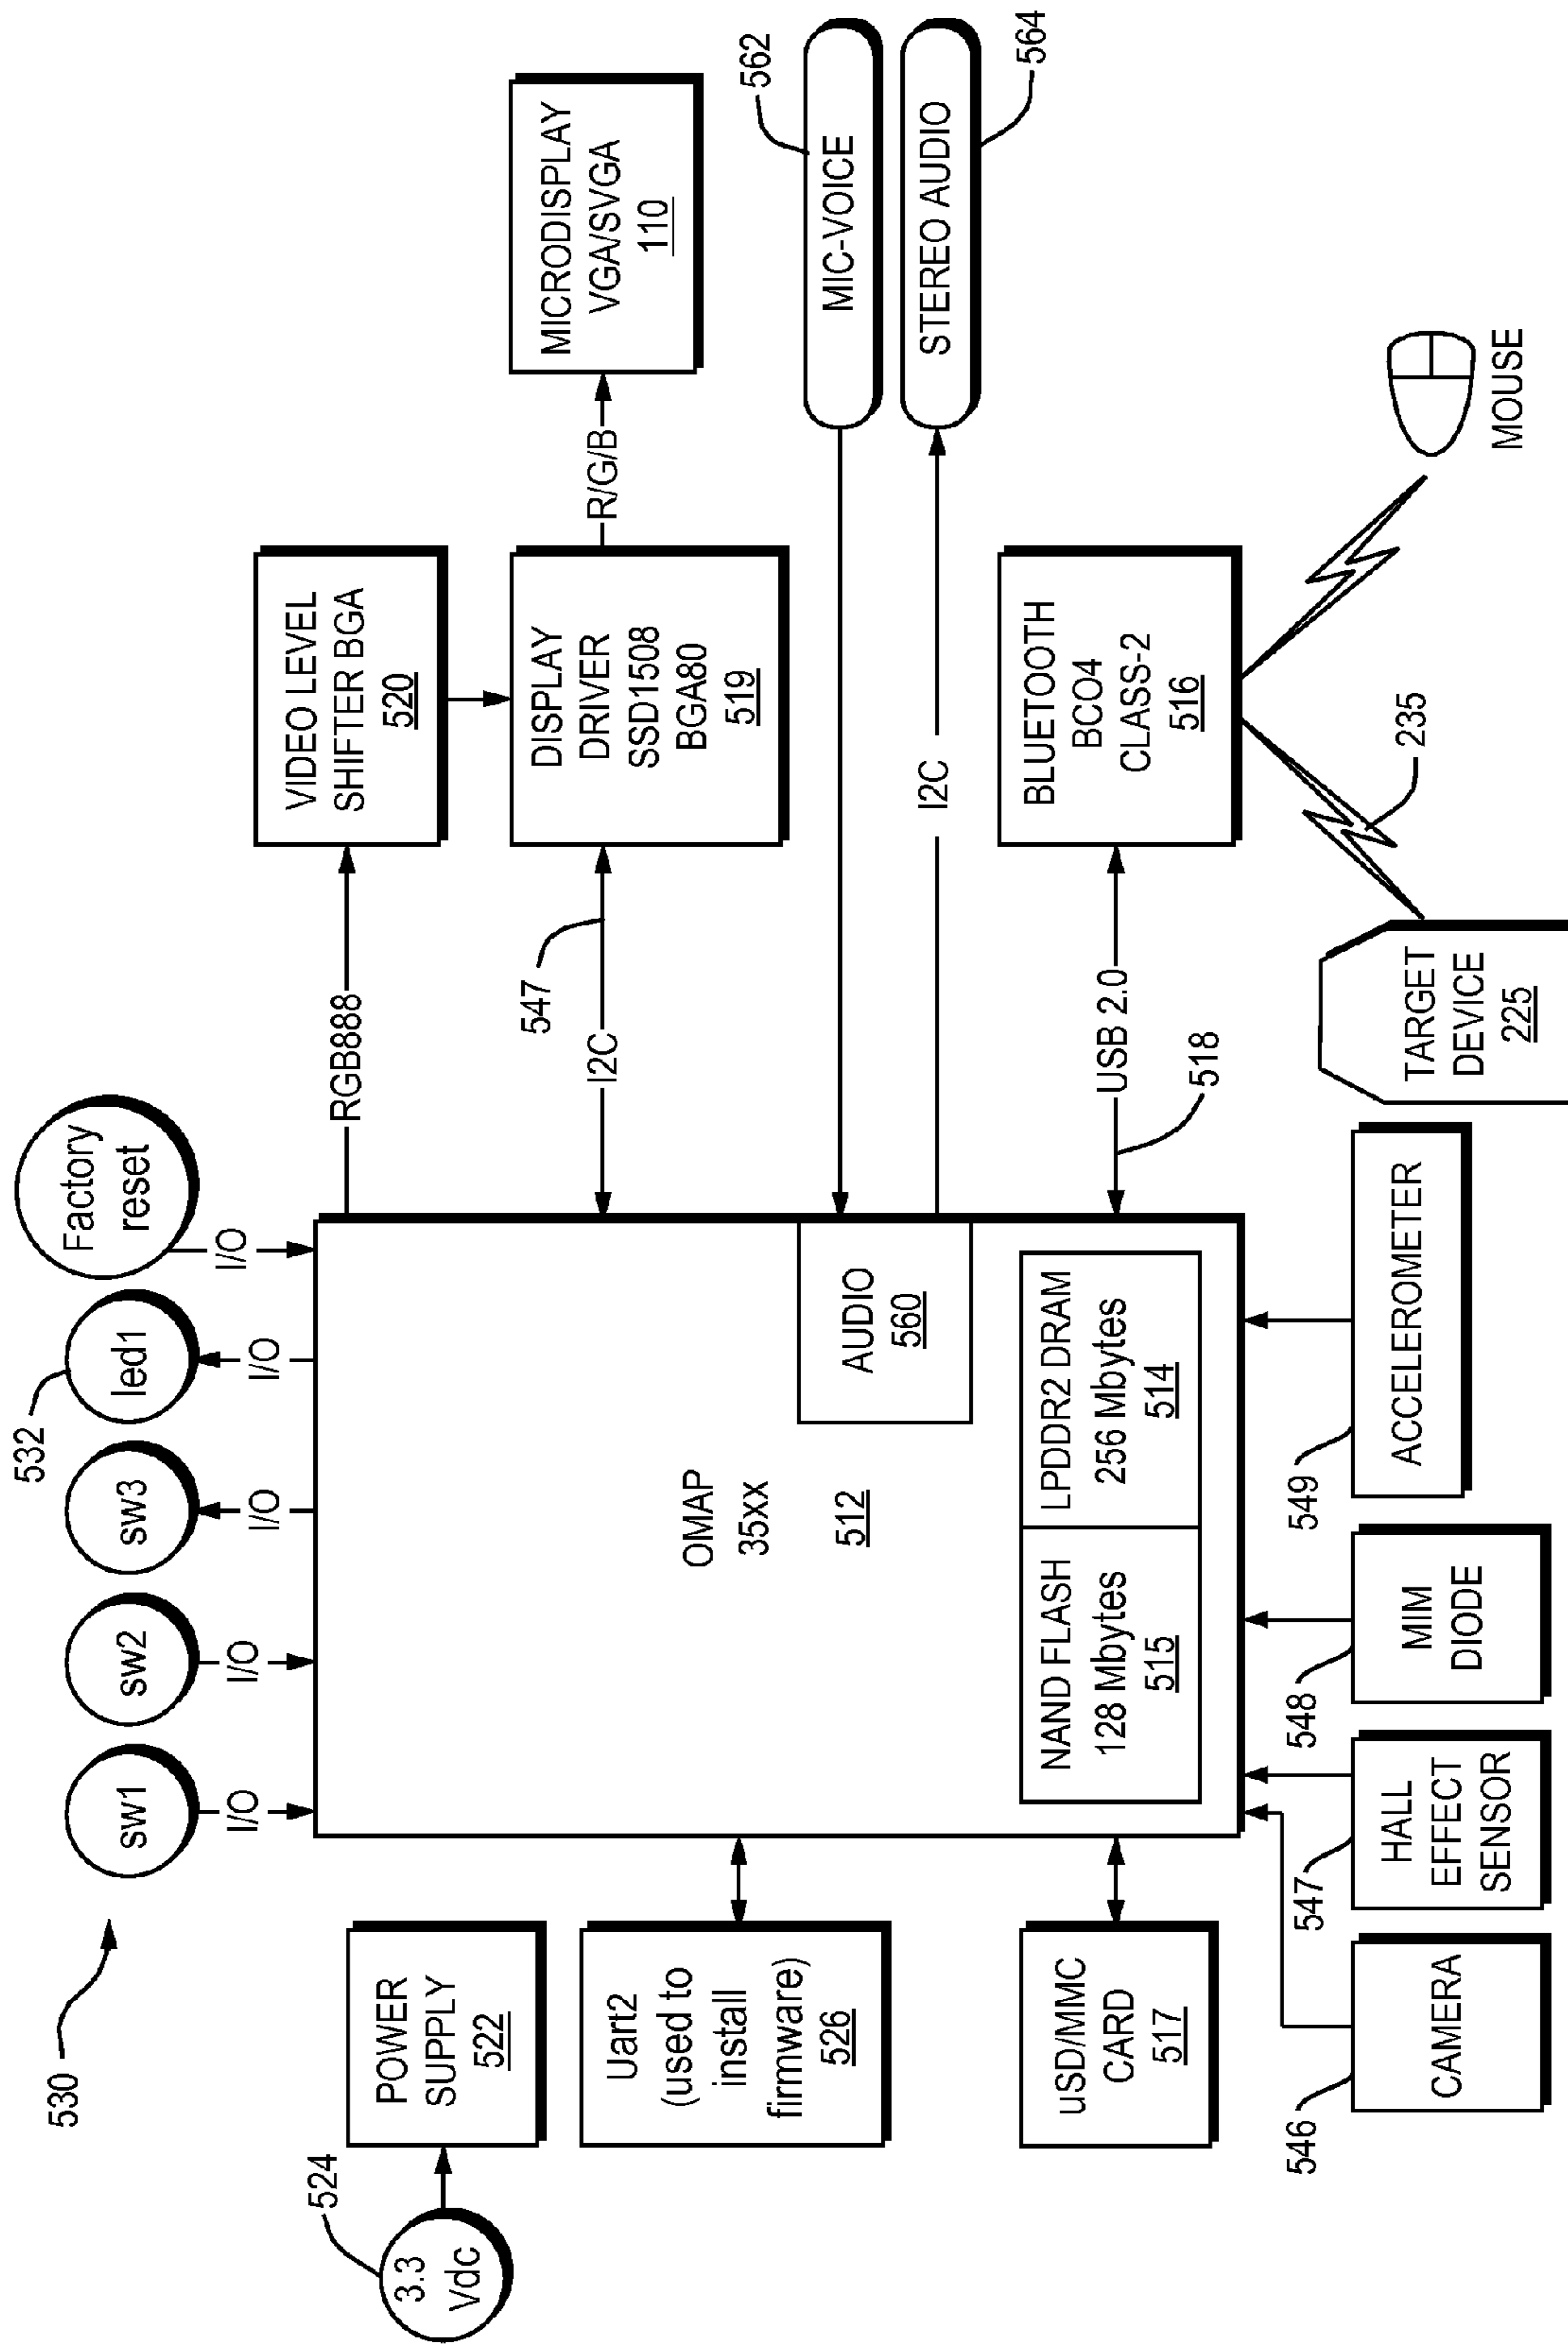 530
sw1
sw2
sw3
led1
532
Factory
reset
I/O
I/O
I/O
I/O
I/O
524
3.3
Vdc
POWER
SUPPLY
522
Uart2
(used to
install
firmware)
526
uSD/MMC
CARD
517
OMAP
35xx
512
AUDIO
560
NAND FLASH
128 Mbytes
515
LPDDR2 DRAM
256 Mbytes
514
RGB888
VIDEO LEVEL
SHIFTER BGA
520
547
I2C
DISPLAY
DRIVER
SSD1508
BGA80
519
R/G/B
MICRODISPLAY
VGA/SVGA
110
562
MIC-VOICE
I2C
STEREO AUDIO
564
USB 2.0
518
BLUETOOTH
BCO4
CLASS-2
516
235
MOUSE
TARGET
DEVICE
225
546
CAMERA
547
HALL
EFFECT
SENSOR
548
MIM
DIODE
549
ACCELEROMETER